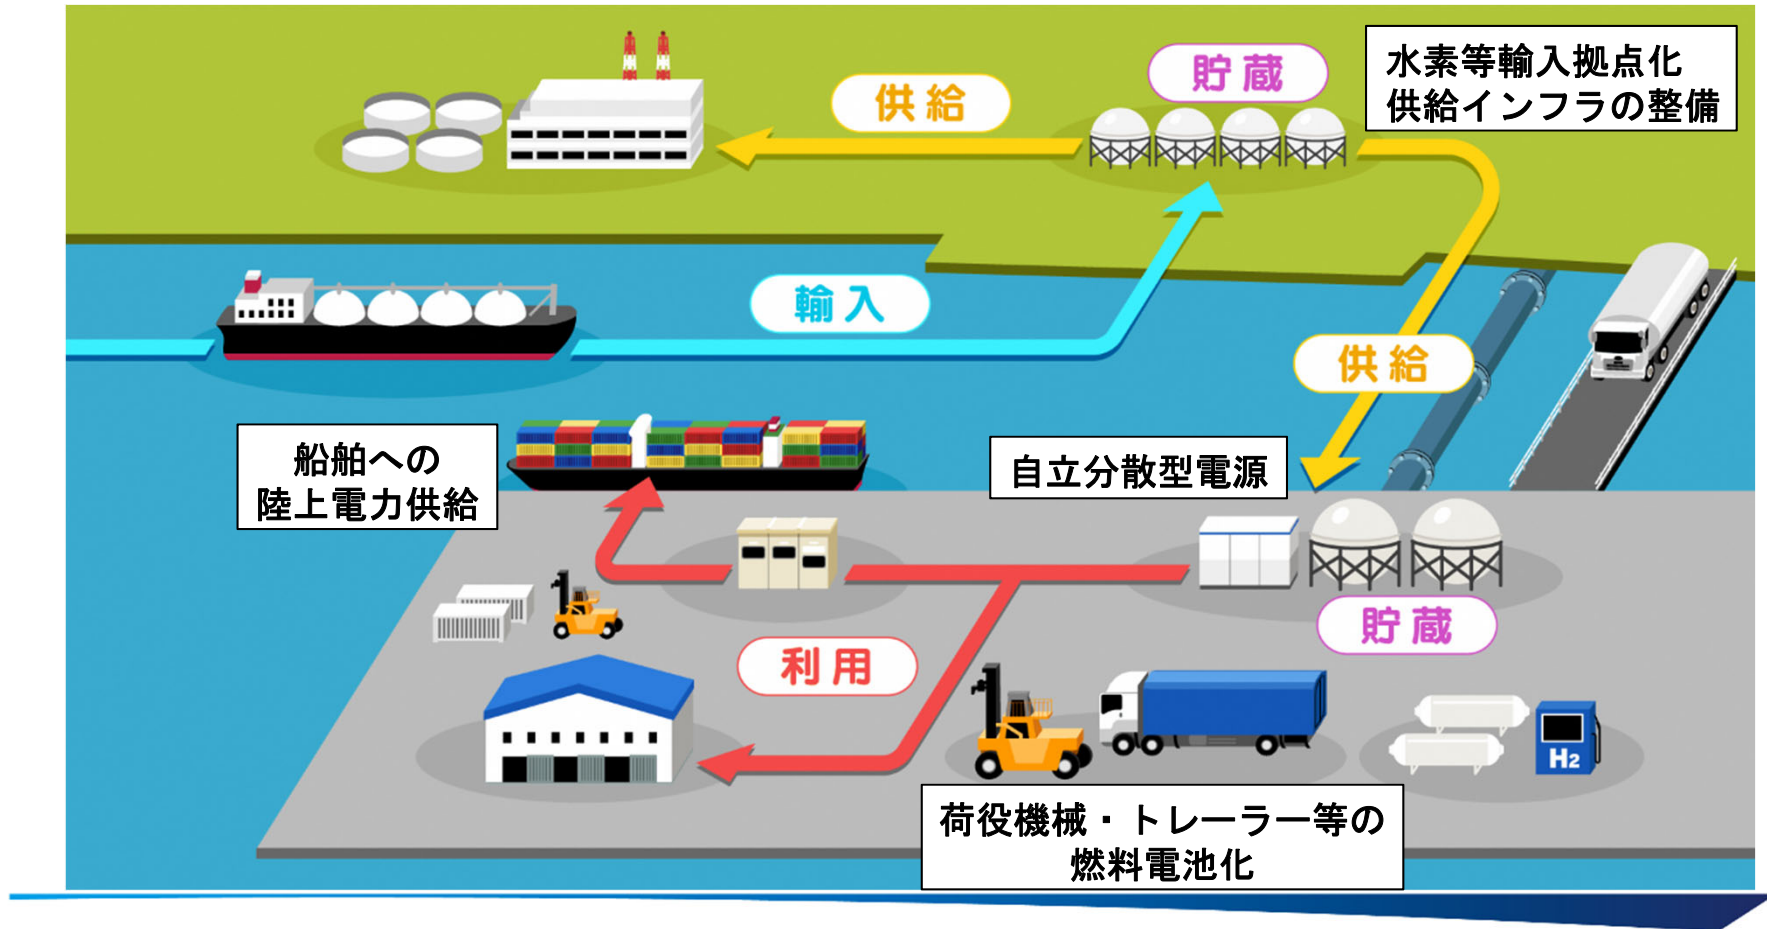 貯蔵
水素等輸入拠点化
供給インフラの整備
供給
輸入
供給
船舶への
陸上電力供給
自立分散型電源
貯蔵
利用
H2
荷役機械・トレーラー等の
燃料電池化